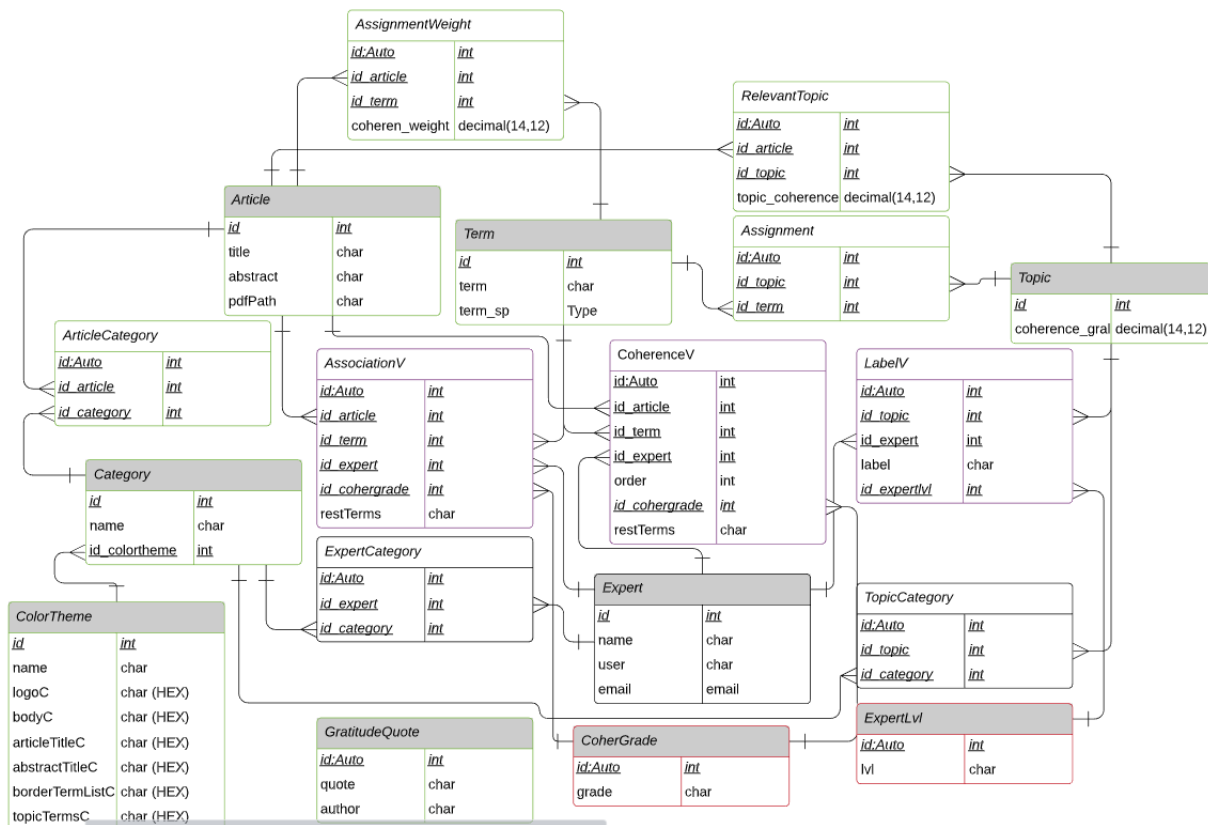 AssignmentWeight
id:Auto int
id_article int
id_term int
coheren_weight decimal(14,12)
RelevantTopic
id:Auto int
id_article int
id_topic int
topic_coherence decimal(14,12)
Article
id int
title char
abstract char
pdfPath char
Term
id int
term char
term_sp Type
Assignment
id:Auto int
id_topic int
id_term int
Topic
id int
coherence_gral decimal(14,12)
ArticleCategory
id:Auto int
id_article int
id_category int
AssociationV
id:Auto int
id_article int
id_term int
id_expert int
id_cohergrade int
restTerms char
CoherenceV
id:Auto int
id_article int
id_term int
id_expert int
order int
id_cohergrade int
restTerms char
LabelV
id:Auto int
id_topic int
id_expert int
label char
id_expertlvl int
Category
id int
name char
id_colortheme int
ExpertCategory
id:Auto int
id_expert int
id_category int
Expert
id int
name char
user char
email email
TopicCategory
id:Auto int
id_topic int
id_category int
ColorTheme
id int
name char
logoC char (HEX)
bodyC char (HEX)
articleTitleC char (HEX)
abstractTitleC char (HEX)
borderTermListC char (HEX)
topicTermsC char (HEX)
GratitudeQuote
id:Auto int
quote char
author char
CoherGrade
id:Auto int
grade char
ExpertLvl
id:Auto int
lvl char